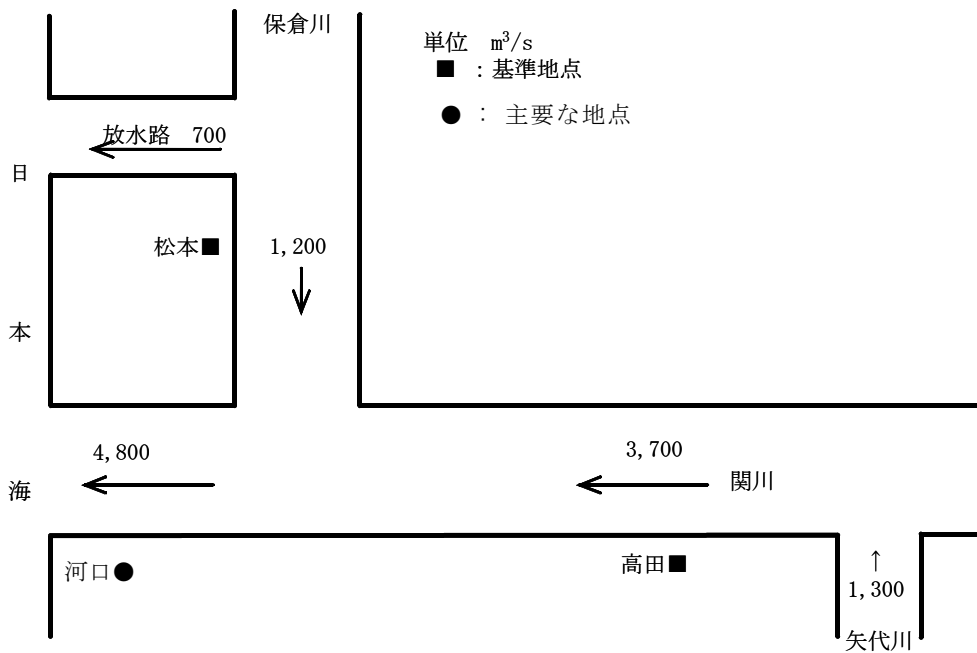 保倉川
単位 m³/s
■ : 基準地点
● : 主要な地点
放水路 700
日
本
海
松本■
1,200
4,800
3,700
関川
河口●
高田■
↑
1,300
矢代川